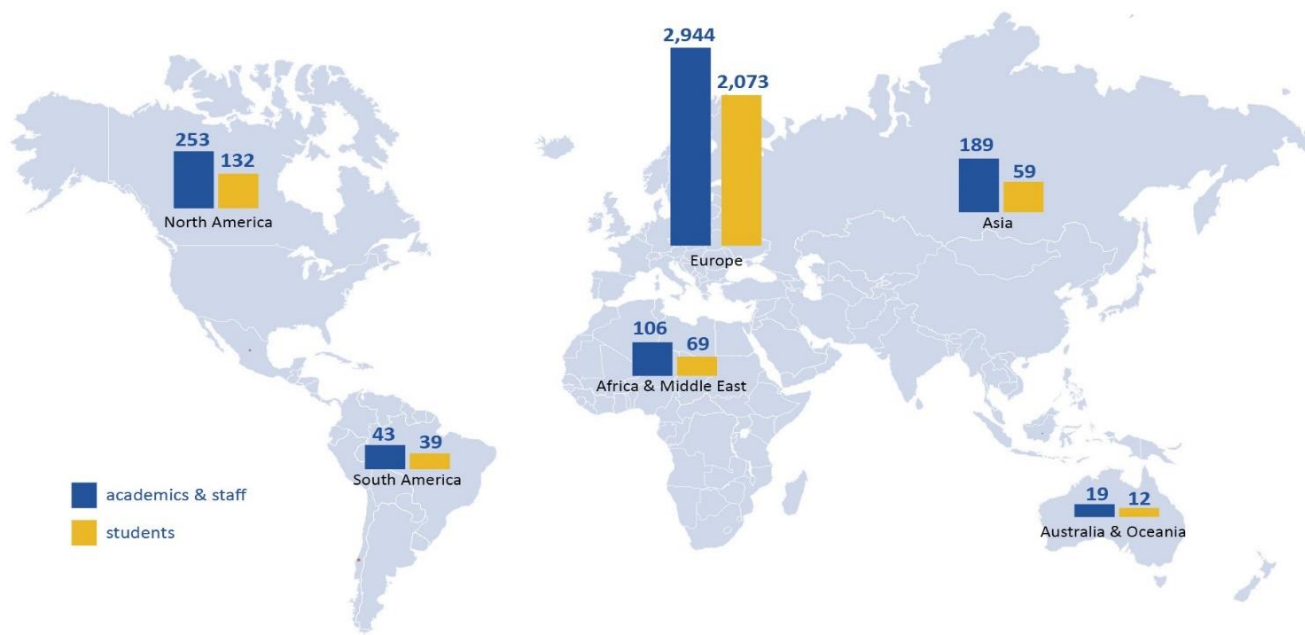 2,944
2,073
253
132
North America
189
59
Asia
Europe
106
69
Africa & Middle East
43
39
South America
academics & staff
students
19
12
Australia & Oceania